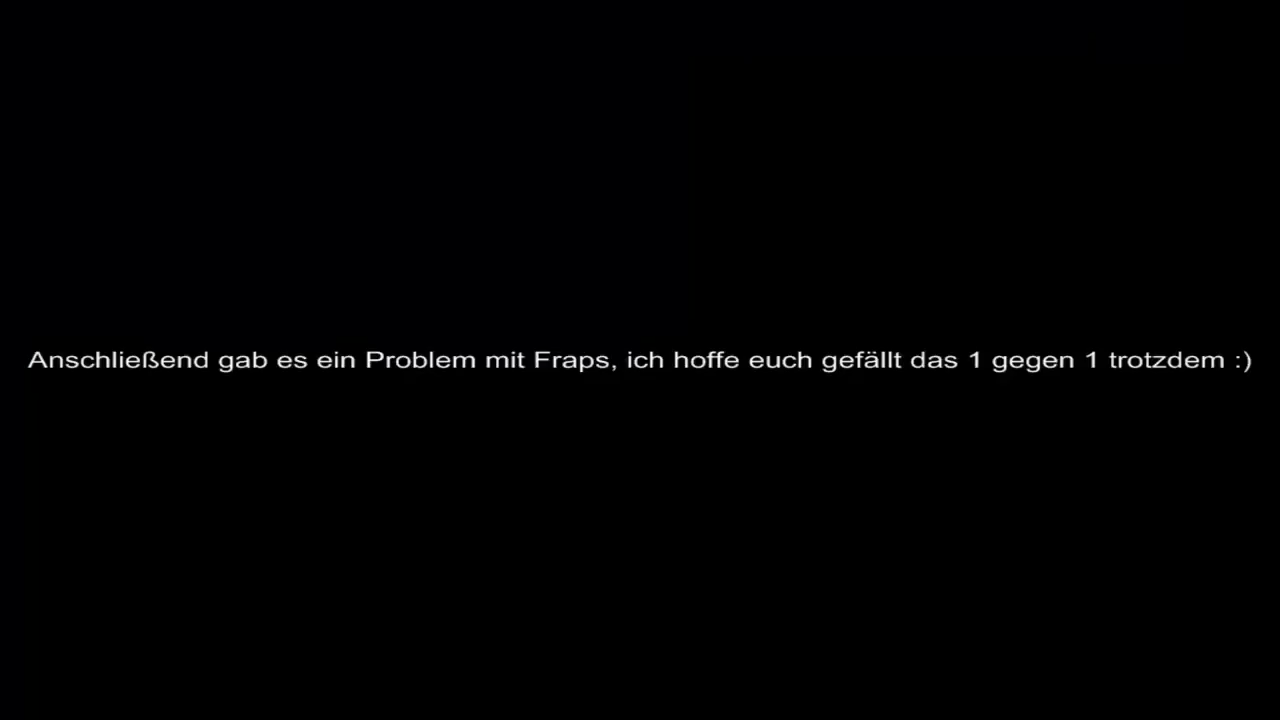 Anschließend gab es ein Problem mit Fraps, ich hoffe euch gefällt das 1 gegen 1 trotzdem :)